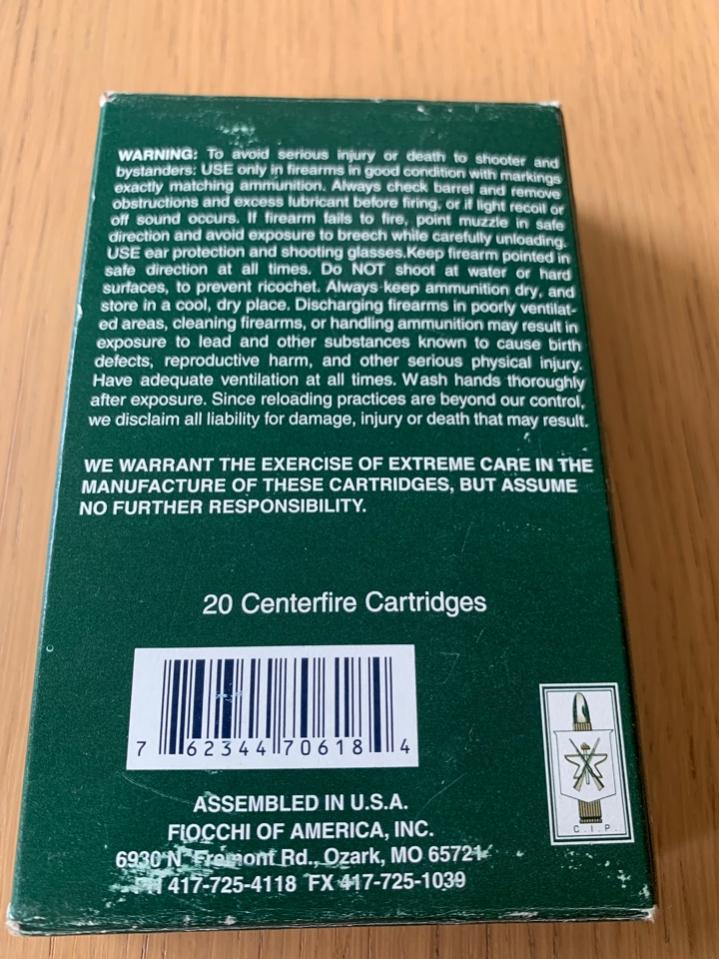 WARNING: To avoid serious injury or death to shooter and
bystanders: USE only in firearms in good condition with markings
exactly matching ammunition. Always check barrel and remove
obstructions and excess lubricant before firing, or if light recoil or
off sound occurs. If firearm fails to fire, point muzzle in safe
direction and avoid exposure to breech while carefully unloading.
USE ear protection and shooting glasses.Keep firearm pointed in
safe direction at all times. Do NOT shoot at water or hard
surfaces, to prevent ricochet. Always keep ammunition dry, and
store in a cool, dry place. Discharging firearms in poorly ventilat-
ed areas, cleaning firearms, or handling ammunition may result in
exposure to lead and other substances known to cause birth
defects, reproductive harm, and other serious physical injury.
Have adequate ventilation at all times. Wash hands thoroughly
after exposure. Since reloading practices are beyond our control,
we disclaim all liability for damage, injury or death that may result.
WE WARRANT THE EXERCISE OF EXTREME CARE IN THE
MANUFACTURE OF THESE CARTRIDGES, BUT ASSUME
NO FURTHER RESPONSIBILITY.
20 Centerfire Cartridges
7 62344 70618 4
C.I.P.
ASSEMBLED IN U.S.A.
FIOCCHI OF AMERICA, INC.
6930 N Fremont Rd., Ozark, MO 65721
417-725-4118 FX 417-725-1039